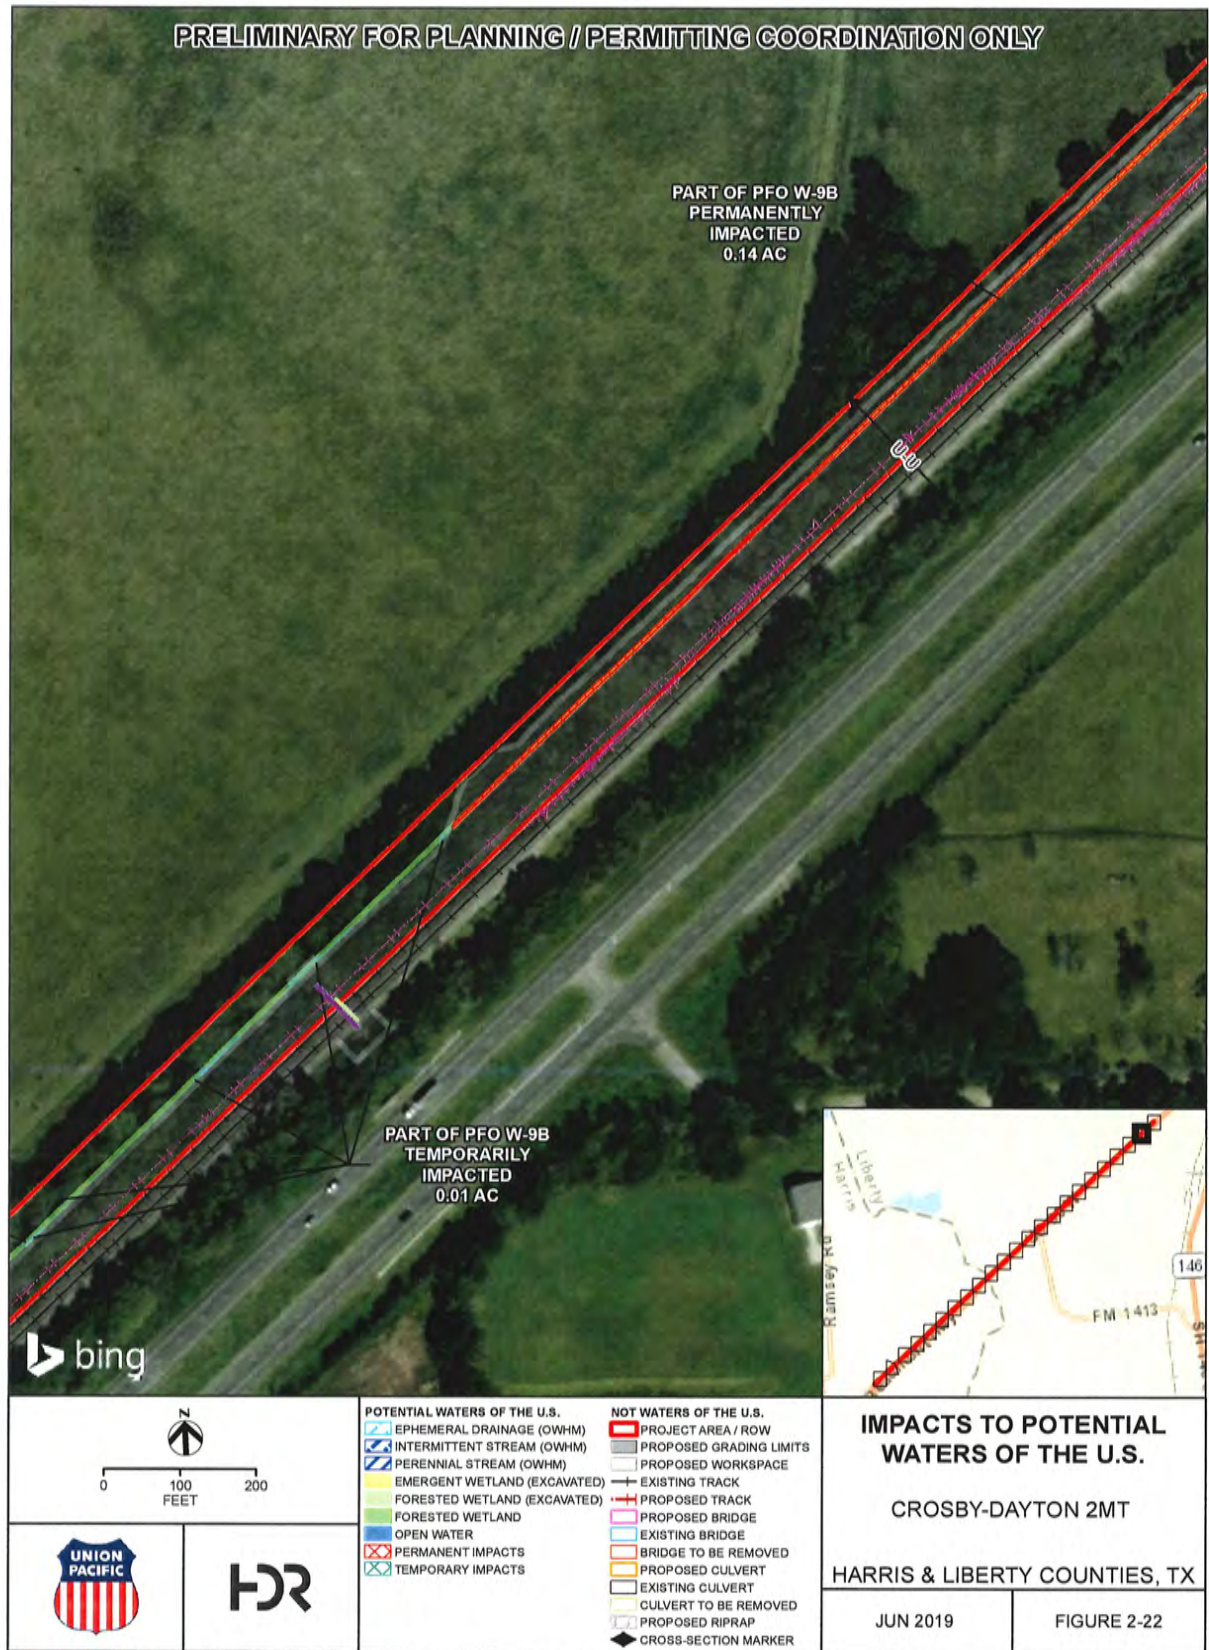 PRELIMINARY FOR PLANNING / PERMITTING COORDINATION ONLY
PART OF PFO W-9B
PERMANENTLY
IMPACTED
0.14 AC
U-U
PART OF PFO W-9B
TEMPORARILY
IMPACTED
0.01 AC
bing
Liberty
Harris
Ramsey Rd
FM 1413
146
N
0 100 200
FEET
UNION
PACIFIC
HDR
POTENTIAL WATERS OF THE U.S.
EPHEMERAL DRAINAGE (OWHM)
INTERMITTENT STREAM (OWHM)
PERENNIAL STREAM (OWHM)
EMERGENT WETLAND (EXCAVATED)
FORESTED WETLAND (EXCAVATED)
FORESTED WETLAND
OPEN WATER
PERMANENT IMPACTS
TEMPORARY IMPACTS
NOT WATERS OF THE U.S.
PROJECT AREA / ROW
PROPOSED GRADING LIMITS
PROPOSED WORKSPACE
EXISTING TRACK
PROPOSED TRACK
PROPOSED BRIDGE
EXISTING BRIDGE
BRIDGE TO BE REMOVED
PROPOSED CULVERT
EXISTING CULVERT
CULVERT TO BE REMOVED
PROPOSED RIPRAP
CROSS-SECTION MARKER
IMPACTS TO POTENTIAL
WATERS OF THE U.S.
CROSBY-DAYTON 2MT
HARRIS & LIBERTY COUNTIES, TX
JUN 2019
FIGURE 2-22